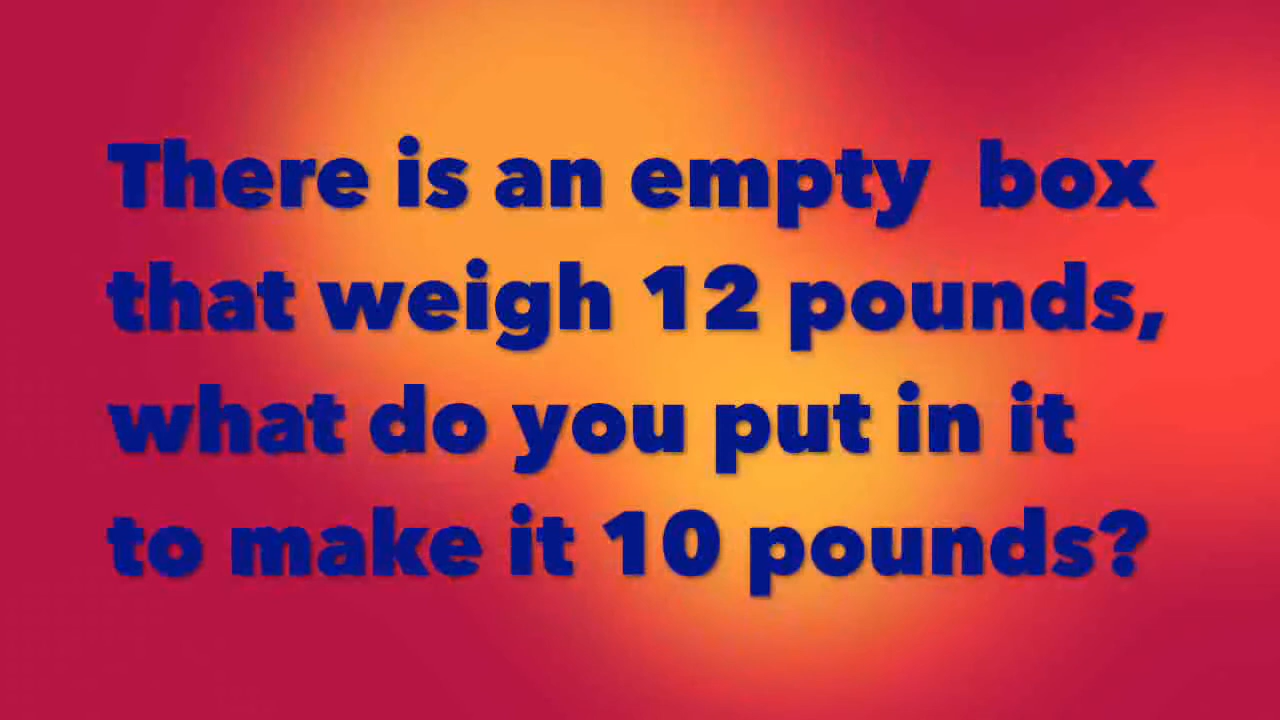 There is an empty  box
that weigh 12 pounds,
what do you put in it
to make it 10 pounds?